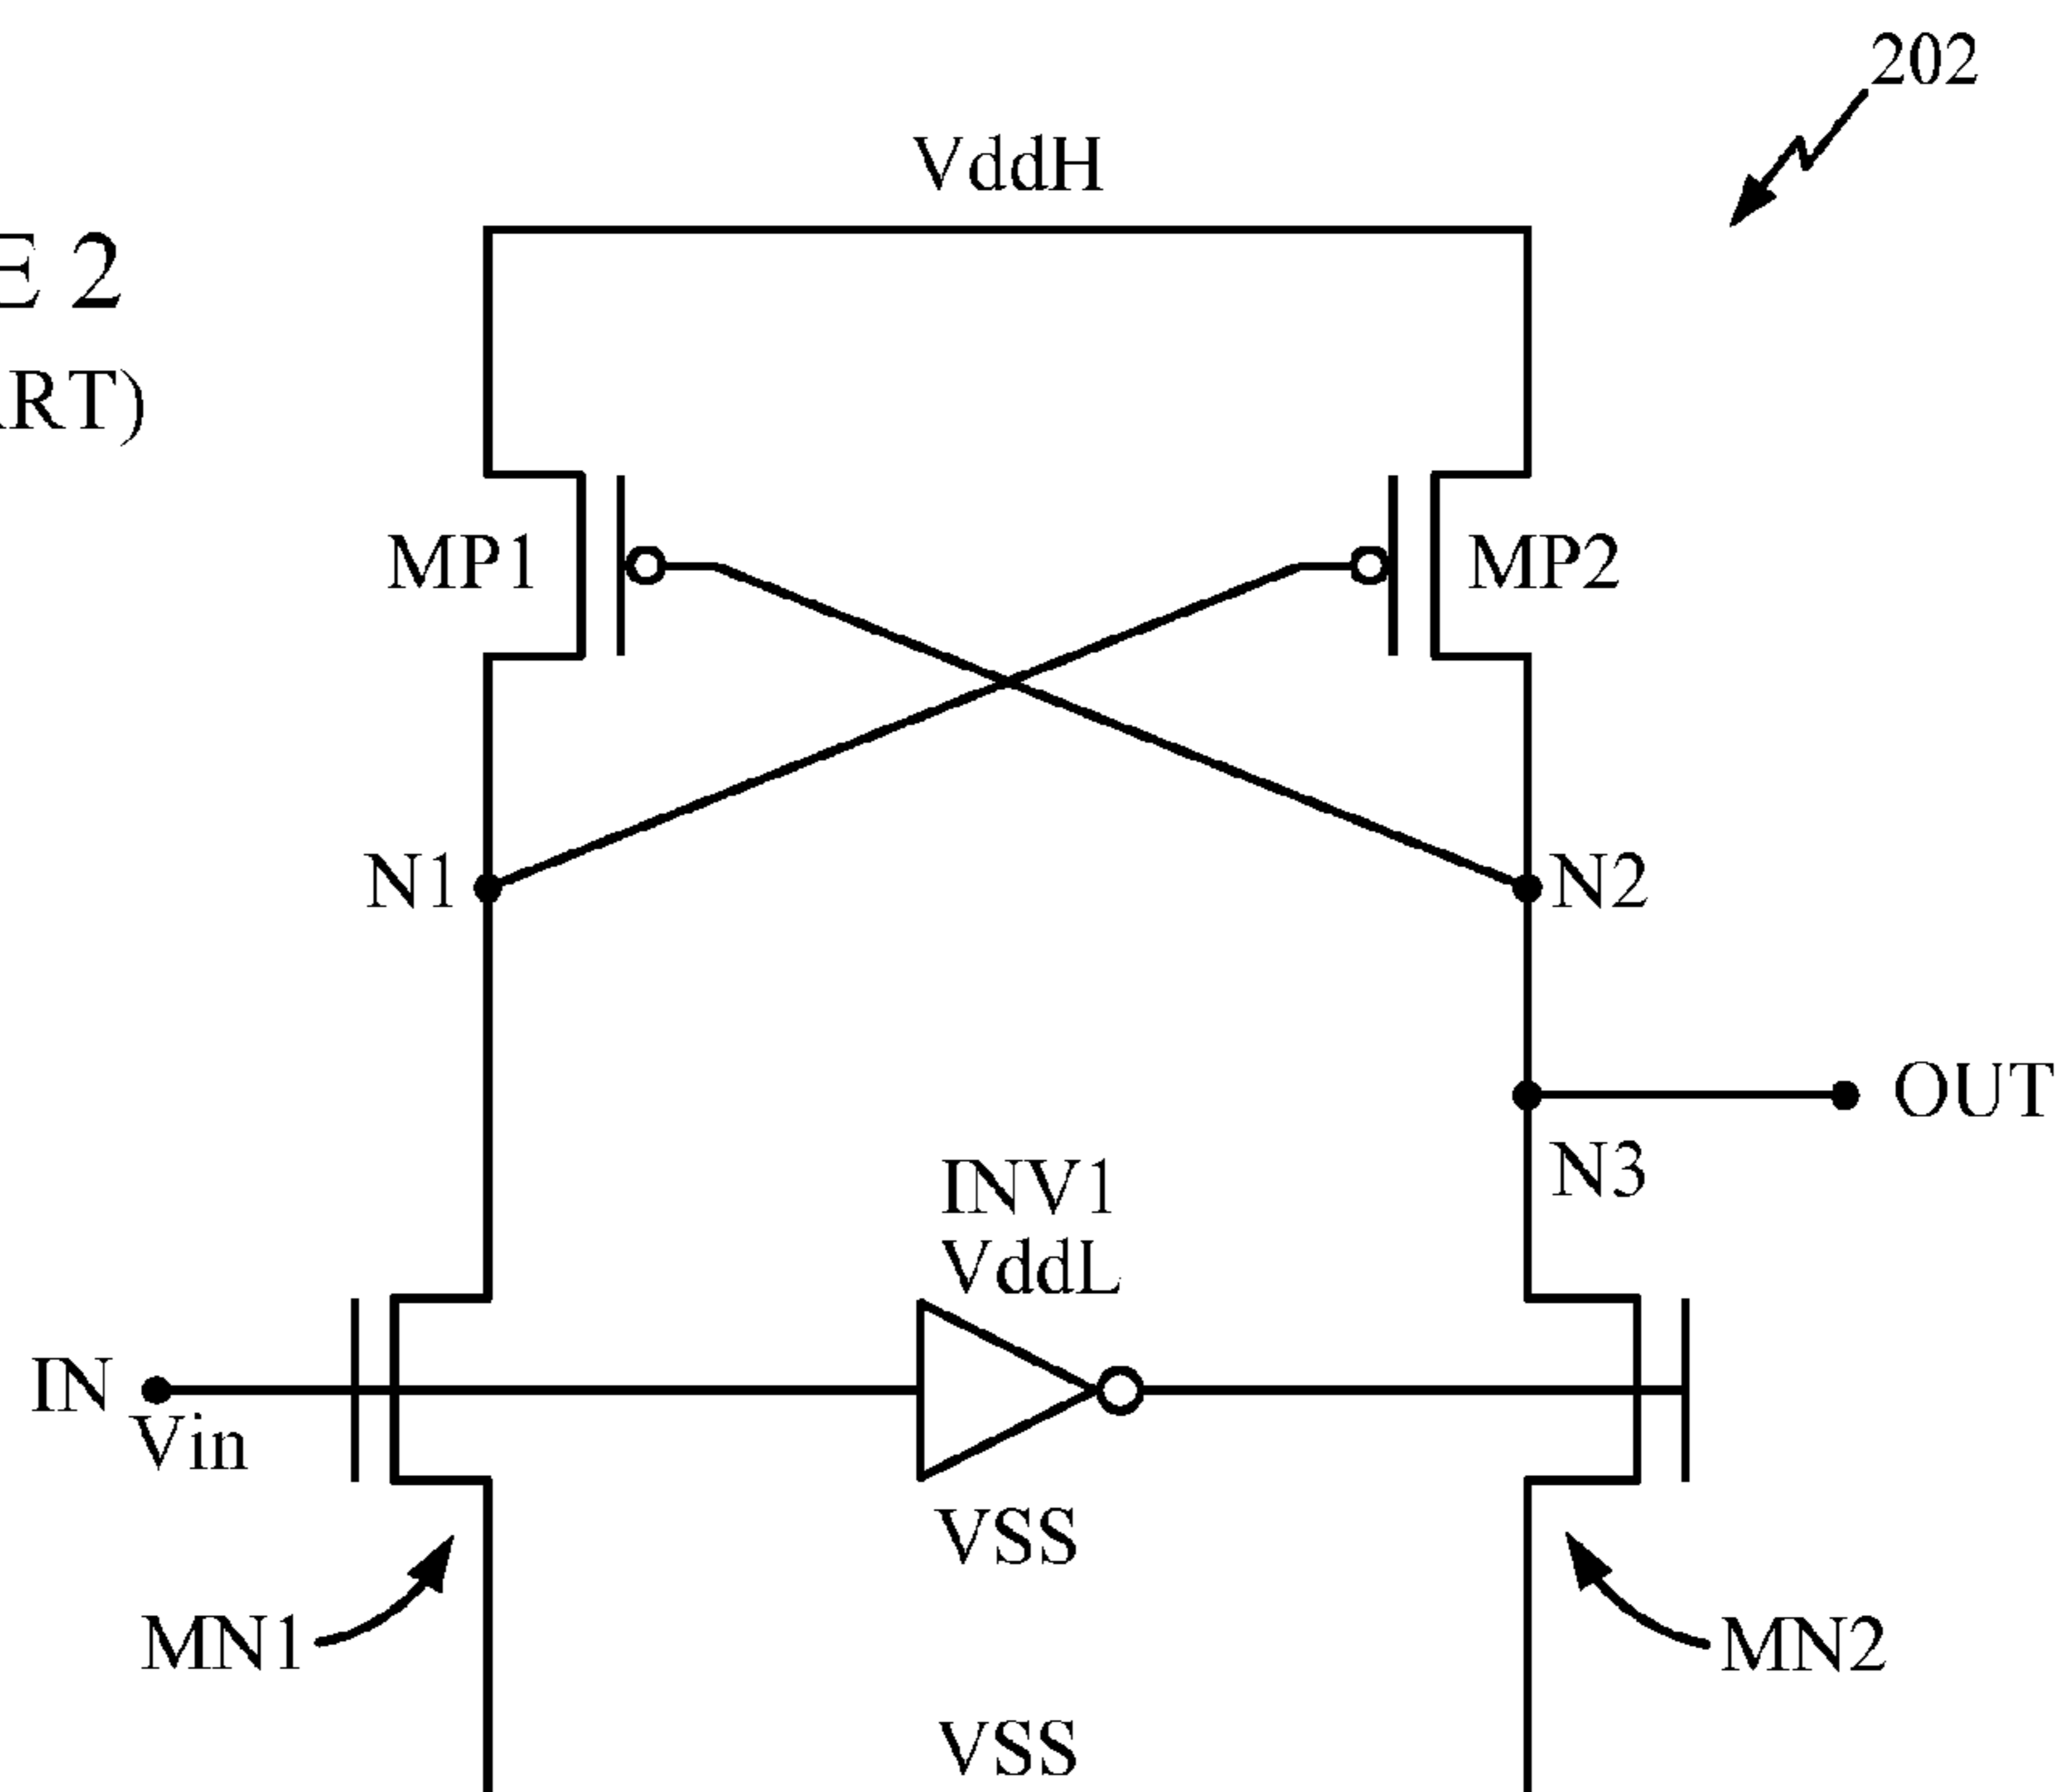 202
VddH
E 2
RT)
MP1
MP2
N1
N2
OUT
N3
INV1
VddL
IN
Vin
VSS
MN1
MN2
VSS